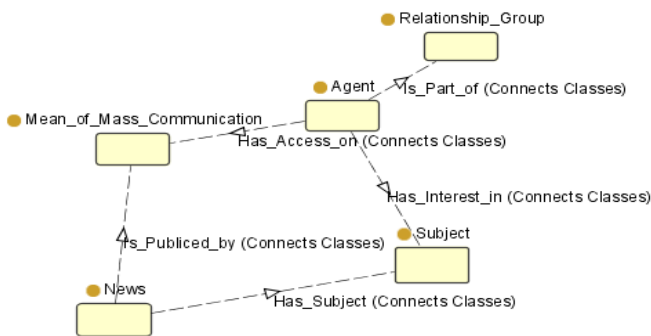 Relationship_Group
Agent
Is_Part_of (Connects Classes)
Mean_of_Mass_Communication
Has_Access_on (Connects Classes)
Has_Interest_in (Connects Classes)
Subject
Is_Publiced_by (Connects Classes)
News
Has_Subject (Connects Classes)